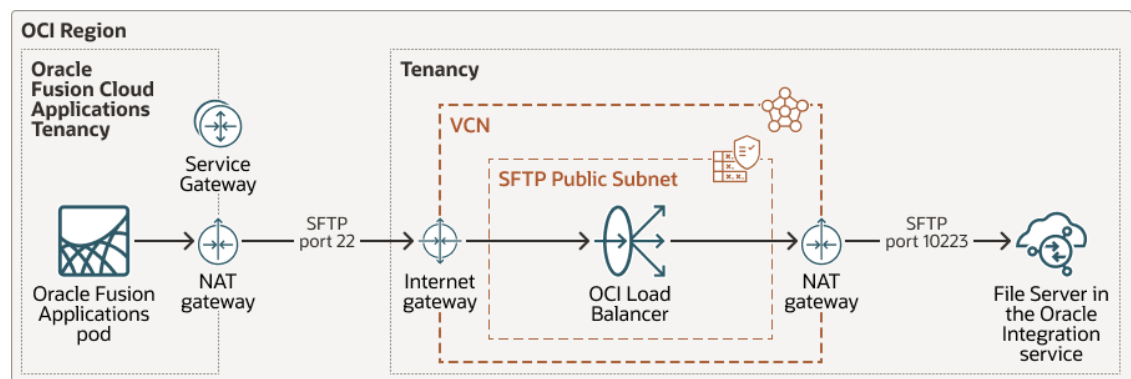 OCI Region
Oracle
Fusion Cloud
Applications
Tenancy
Service
Gateway
Oracle Fusion
Applications
pod
NAT
gateway
SFTP
port 22
Tenancy
VCN
SFTP Public Subnet
Internet
gateway
OCI Load
Balancer
NAT
gateway
SFTP
port 10223
File Server in
the Oracle
Integration
service